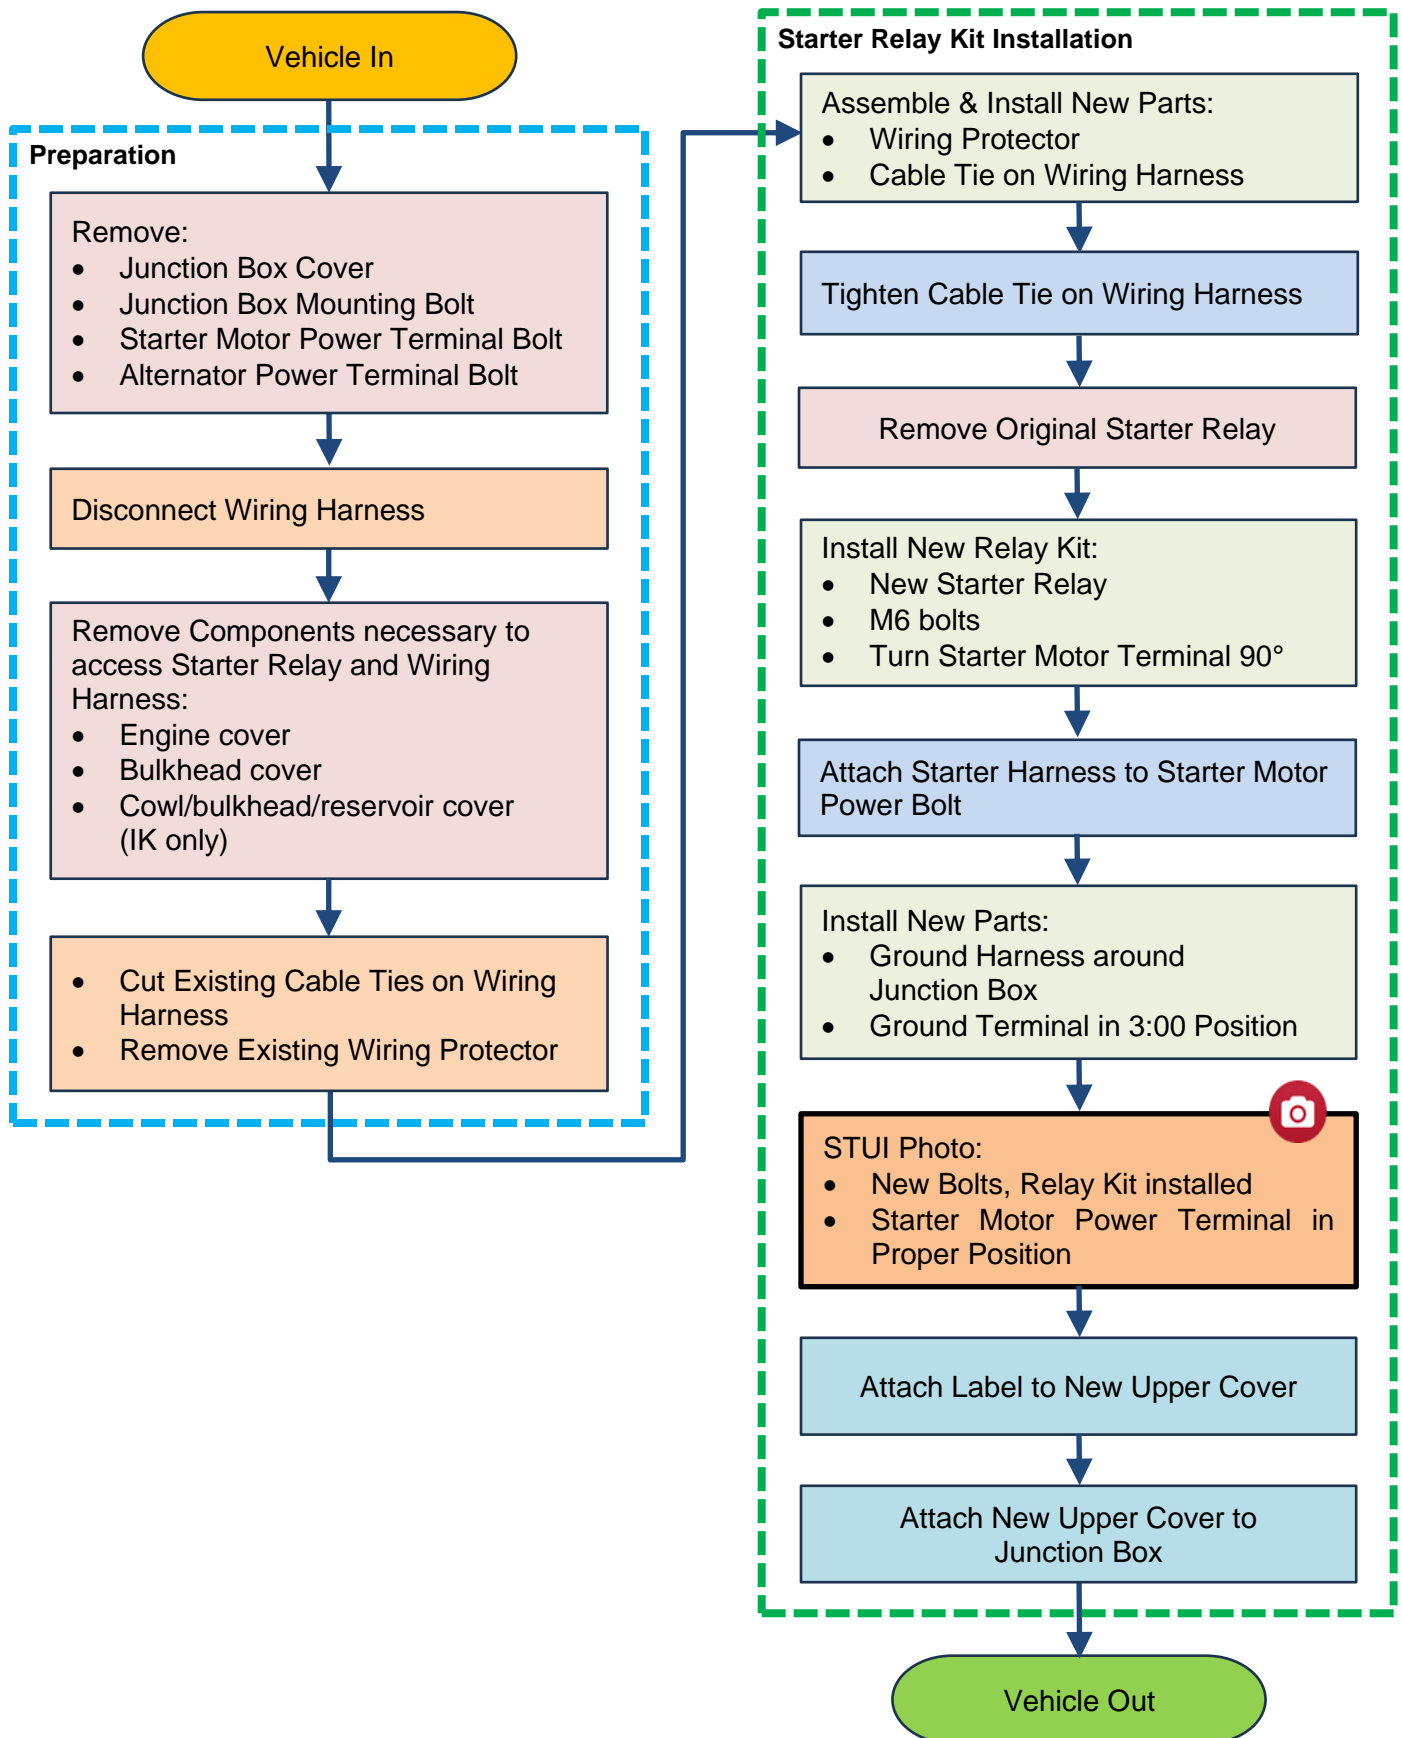 Vehicle In
Preparation
Remove:
• Junction Box Cover
• Junction Box Mounting Bolt
• Starter Motor Power Terminal Bolt
• Alternator Power Terminal Bolt
Disconnect Wiring Harness
Remove Components necessary to
access Starter Relay and Wiring
Harness:
• Engine cover
• Bulkhead cover
• Cowl/bulkhead/reservoir cover
(IK only)
• Cut Existing Cable Ties on Wiring
Harness
• Remove Existing Wiring Protector
Starter Relay Kit Installation
Assemble & Install New Parts:
• Wiring Protector
• Cable Tie on Wiring Harness
Tighten Cable Tie on Wiring Harness
Remove Original Starter Relay
Install New Relay Kit:
• New Starter Relay
• M6 bolts
• Turn Starter Motor Terminal 90°
Attach Starter Harness to Starter Motor
Power Bolt
Install New Parts:
• Ground Harness around
Junction Box
• Ground Terminal in 3:00 Position
STUI Photo:
• New Bolts, Relay Kit installed
• Starter Motor Power Terminal in
Proper Position
Attach Label to New Upper Cover
Attach New Upper Cover to
Junction Box
Vehicle Out